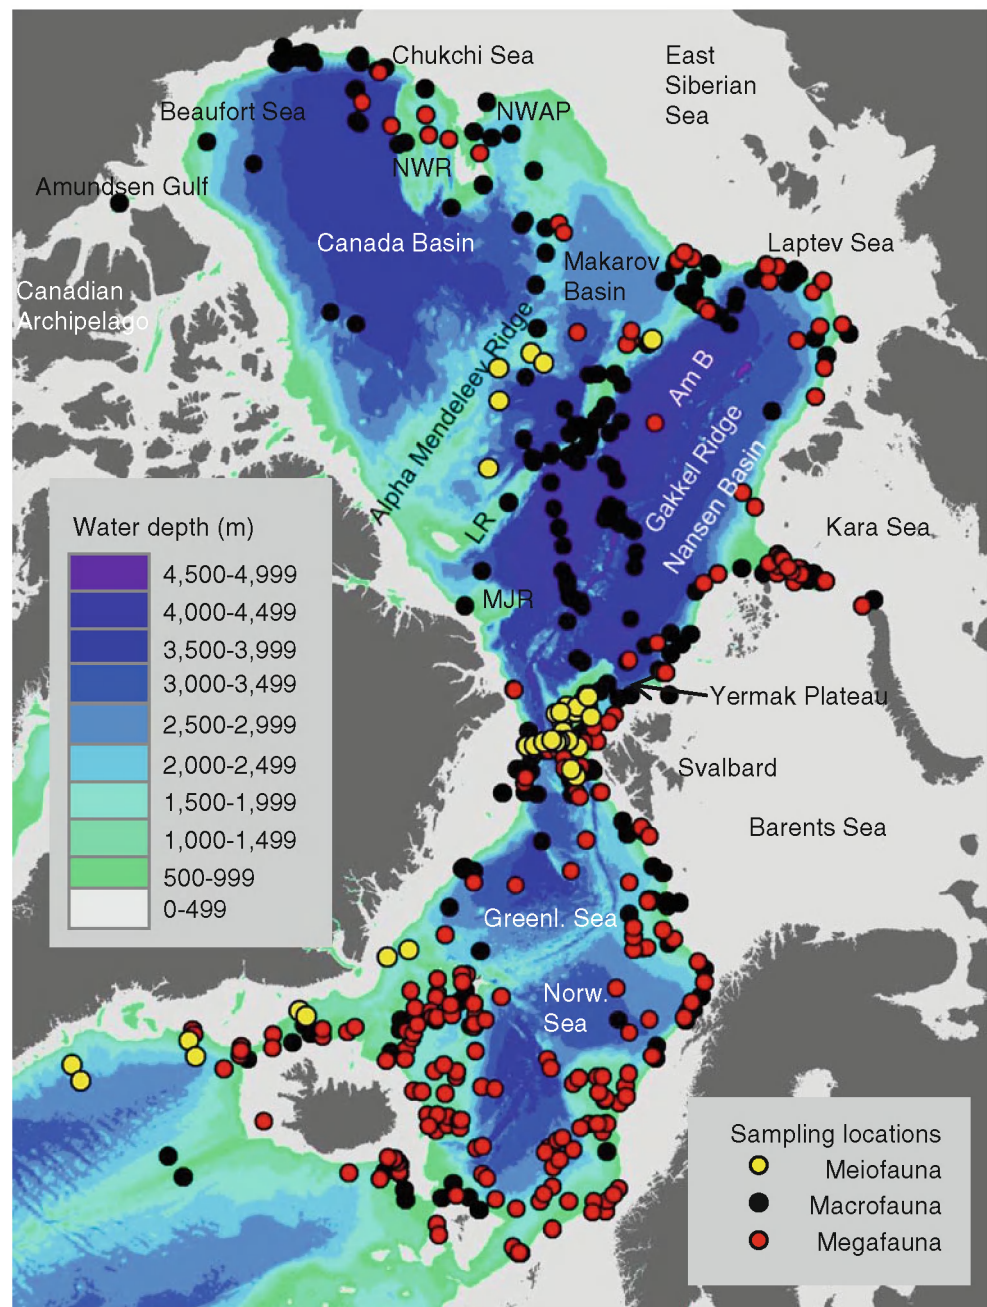 Chukchi Sea
East
Siberian
Sea
Beaufort Sea
NWAP
NWR
Amundsen Gulf
Canada Basin
Laptev Sea
Makarov
Basin
Canadian
Archipelago
Alpha Mendeleev Ridge
Am B
Gakkel Ridge
Nansen Basin
LR
Kara Sea
MJR
Water depth (m)
4,500-4,999
4,000-4,499
3,500-3,999
3,000-3,499
2,500-2,999
2,000-2,499
1,500-1,999
1,000-1,499
500-999
0-499
Yermak Plateau
Svalbard
Barents Sea
Greenl. Sea
Norw.
Sea
Sampling locations
Meiofauna
Macrofauna
Megafauna